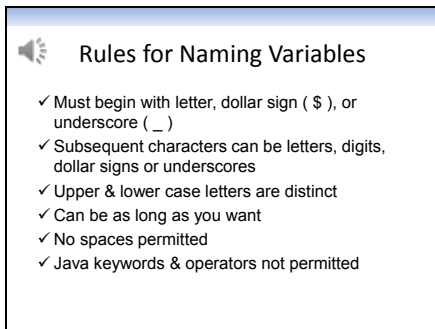 Rules for Naming Variables
✓ Must begin with letter, dollar sign ( $ ), or
underscore ( _ )
✓ Subsequent characters can be letters, digits,
dollar signs or underscores
✓ Upper & lower case letters are distinct
✓ Can be as long as you want
✓ No spaces permitted
✓ Java keywords & operators not permitted